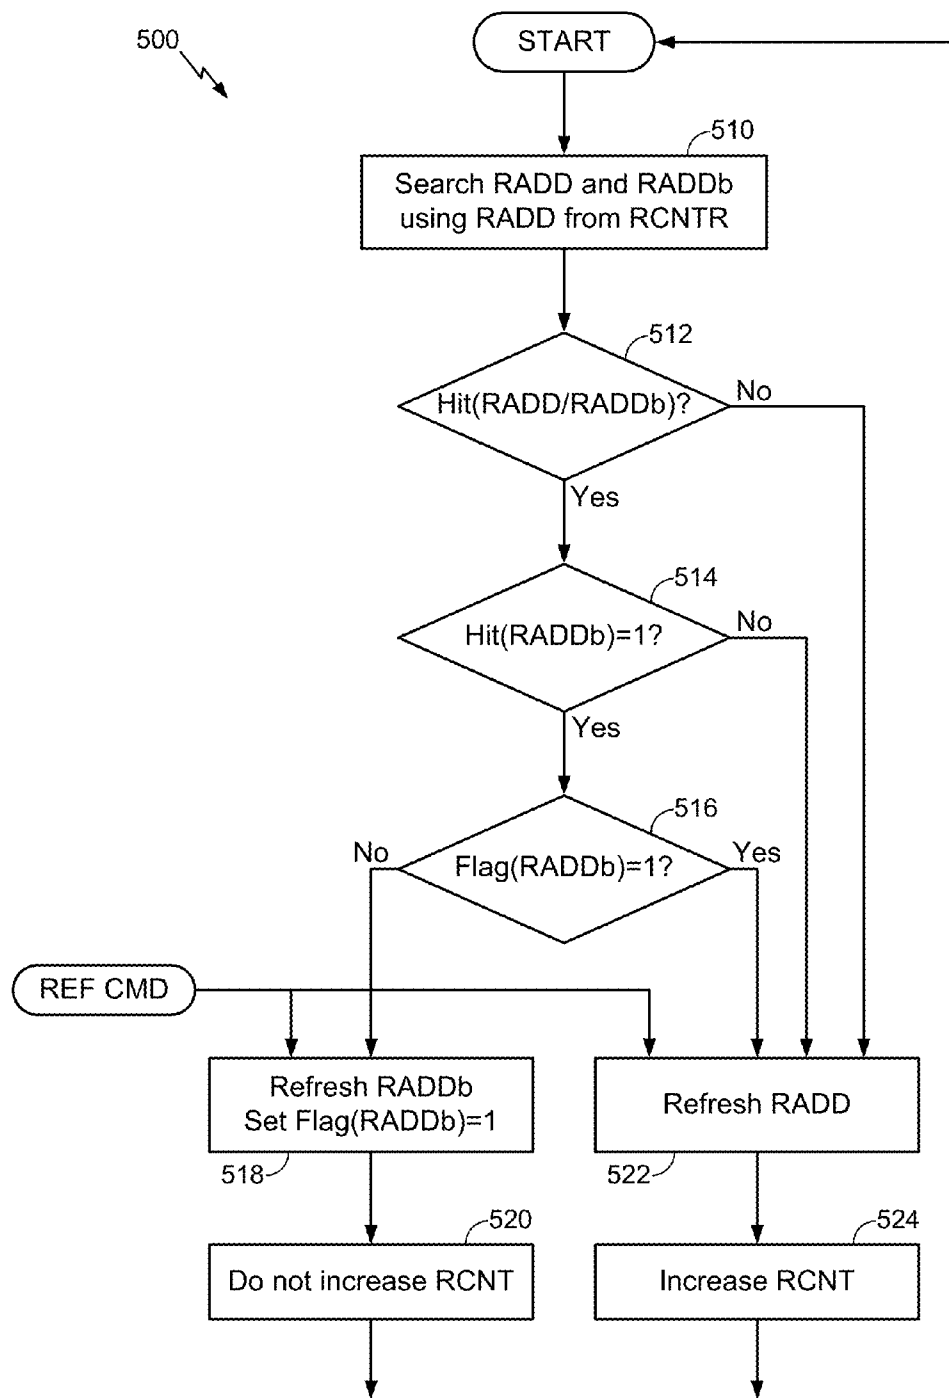 500
START
510
Search RADD and RADDb
using RADD from RCNTR
512
Hit(RADD/RADDb)?
No
Yes
514
Hit(RADDb)=1?
No
Yes
516
Flag(RADDb)=1?
No
Yes
REF CMD
Refresh RADDb
Set Flag(RADDb)=1
518
Refresh RADD
522
520
Do not increase RCNT
524
Increase RCNT